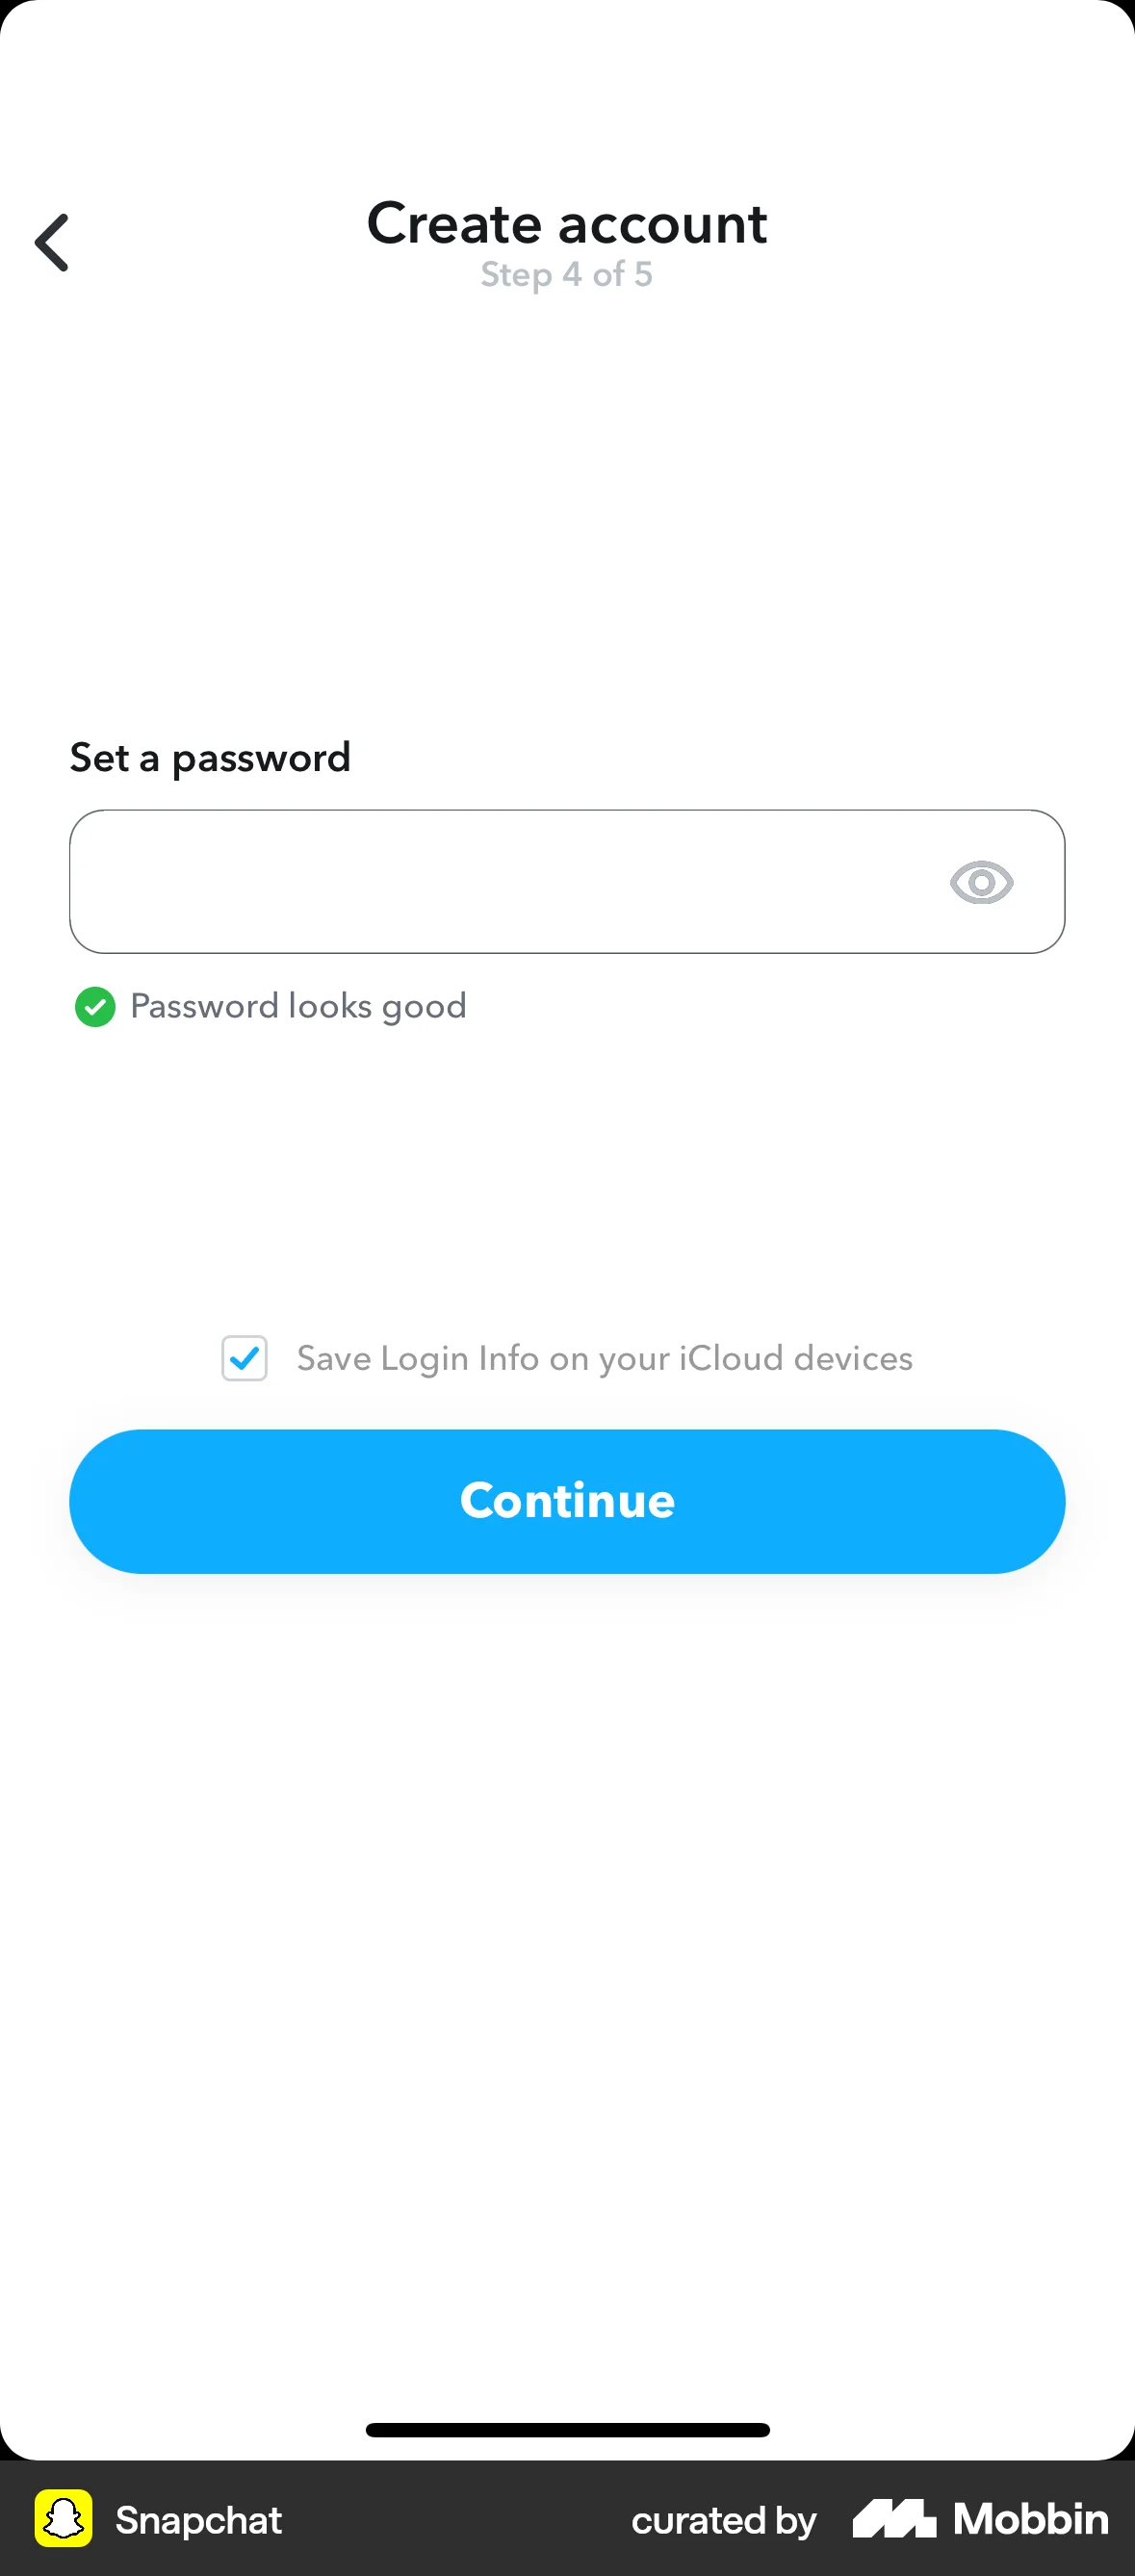 Create account
Step 4 of 5
Set a password
Password looks good
Save Login Info on your iCloud devices
Continue
Snapchat
curated by Mobbin